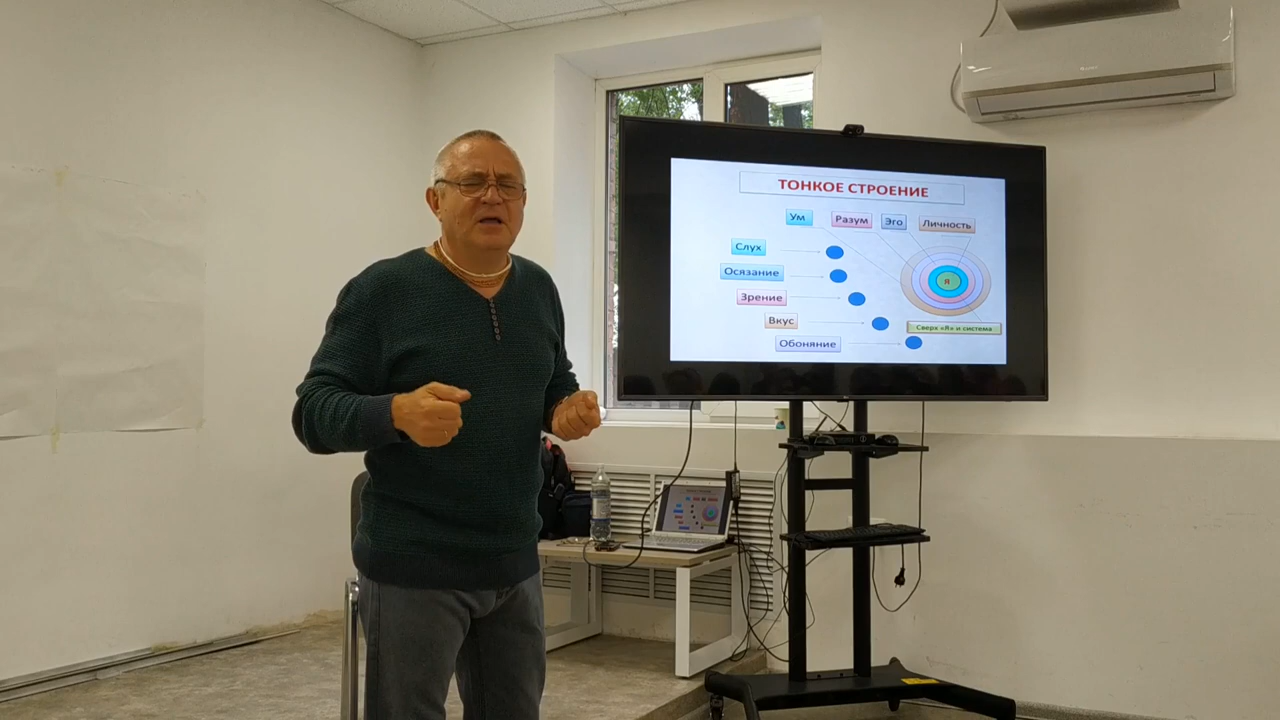 ТОНКОЕ СТРОЕНИЕ
Ум Разум Эго Личность
Слух
Осязание
Я
Зрение
Вкус
Сверх «Я» и система
Обоняние